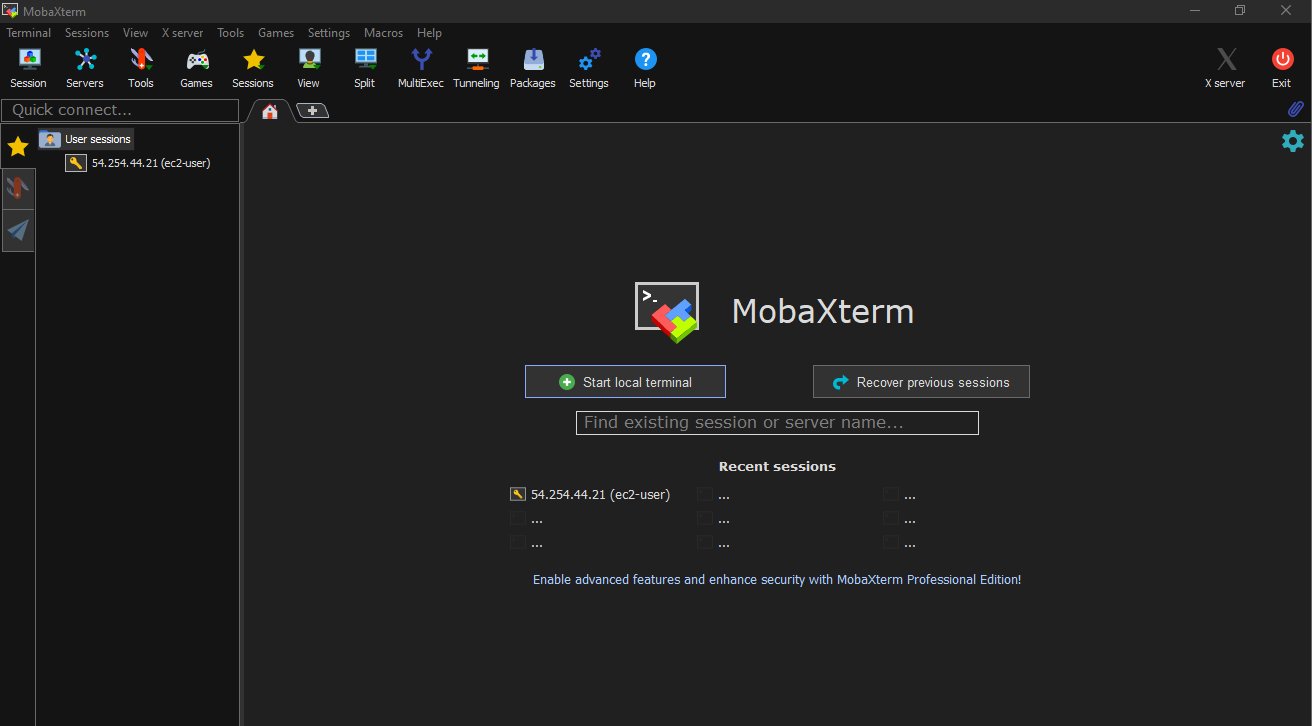 MobaXterm
Terminal Sessions View X server Tools Games Settings Macros Help
Session Servers Tools Games Sessions View Split MultiExec Tunneling Packages Settings Help X server Exit
Quick connect...
User sessions
54.254.44.21 (ec2-user)
>_
MobaXterm
Start local terminal Recover previous sessions
Find existing session or server name...
Recent sessions
54.254.44.21 (ec2-user) ... ...
... ... ...
... ... ...
Enable advanced features and enhance security with MobaXterm Professional Edition!